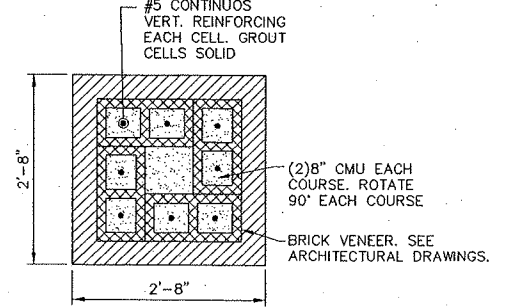 #5 CONTINUOS
VERT. REINFORCING
EACH CELL. GROUT
CELLS SOLID
2'-8"
(2)8" CMU EACH
COURSE. ROTATE
90° EACH COURSE
BRICK VENEER. SEE
ARCHITECTURAL DRAWINGS.
2'-8"